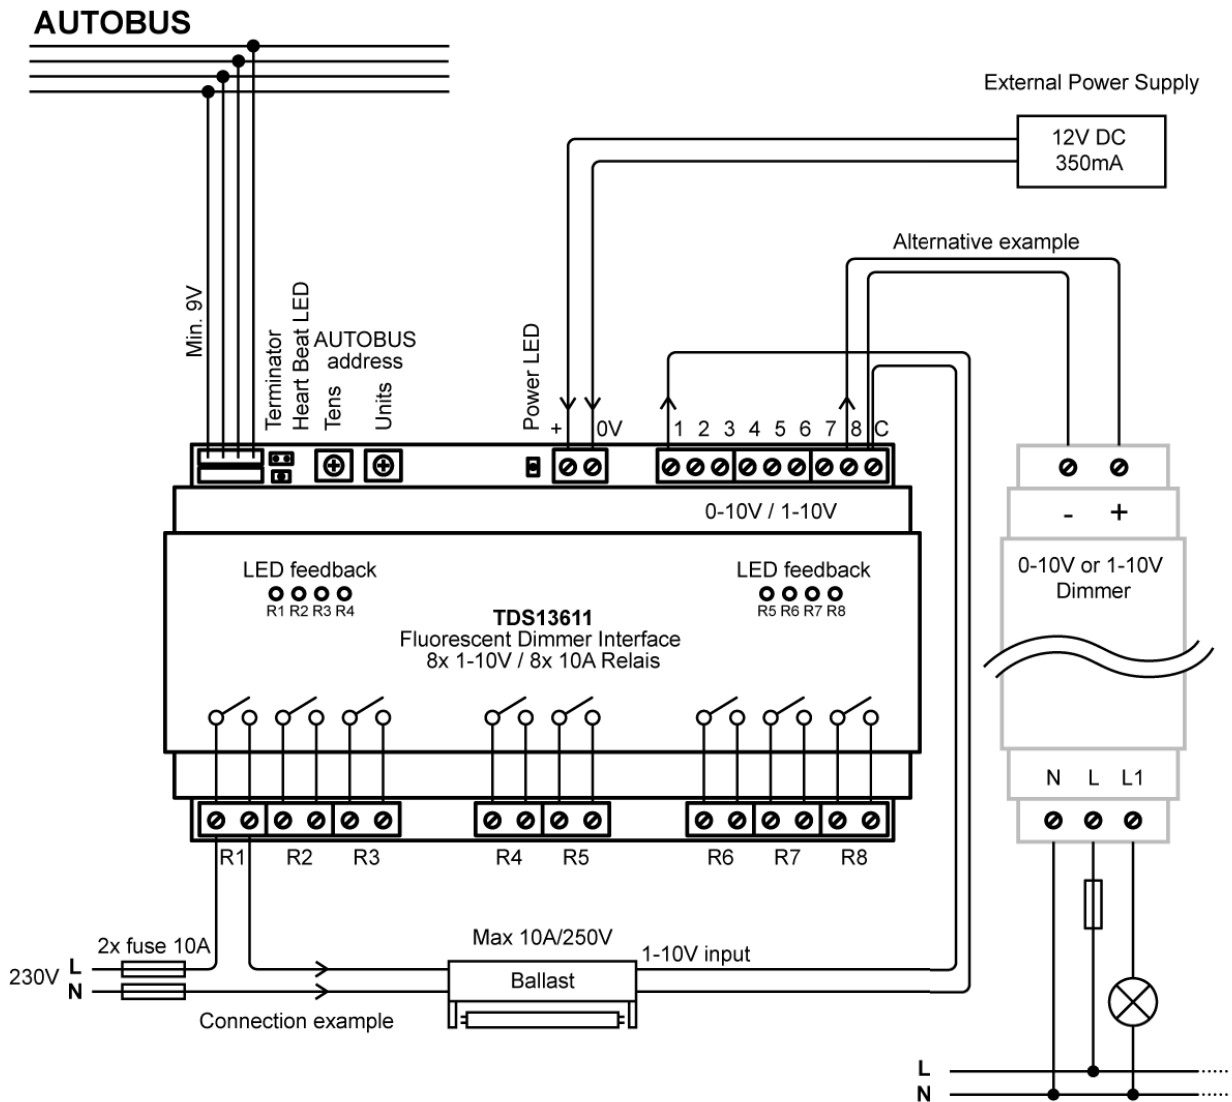 AUTOBUS
External Power Supply
12V DC
350mA
Alternative example
Min. 9V
Terminator
Heart Beat LED
AUTOBUS
address
Tens
Units
Power LED
+ 0V 1 2 3 4 5 6 7 8 C
0-10V / 1-10V
- +
LED feedback
R1 R2 R3 R4
LED feedback
R5 R6 R7 R8
0-10V or 1-10V
Dimmer
TDS13611
Fluorescent Dimmer Interface
8x 1-10V / 8x 10A Relais
N L L1
R1 R2 R3 R4 R5 R6 R7 R8
2x fuse 10A
230V
L
N
Max 10A/250V
Ballast
1-10V input
Connection example
L
N